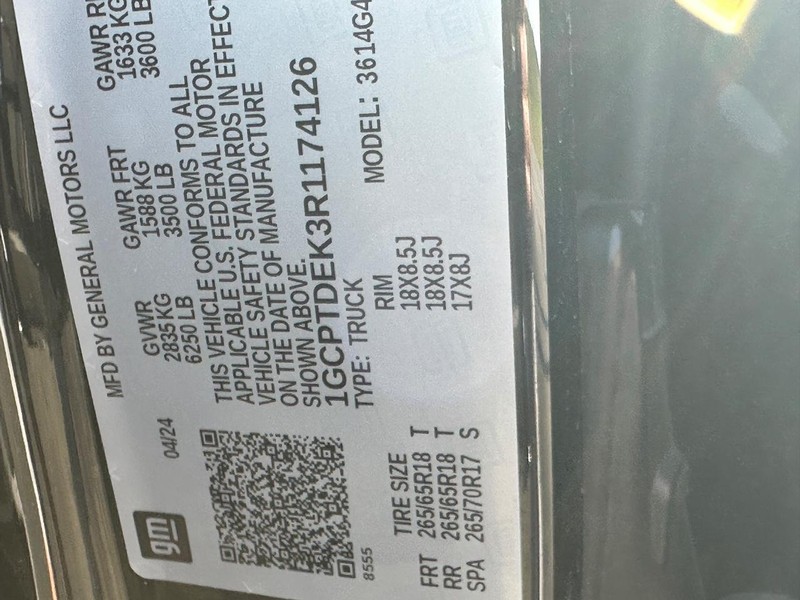 gm
04/24
MFD BY GENERAL MOTORS LLC
GVWR GAWR FRT GAWR
2835 KG 1588 KG 1633 KG
6250 LB 3500 LB 3600 LB
THIS VEHICLE CONFORMS TO ALL
APPLICABLE U.S. FEDERAL MOTOR
VEHICLE SAFETY STANDARDS IN EFFECT
ON THE DATE OF MANUFACTURE
SHOWN ABOVE.
1GCPTDEK3R1174126
TYPE: TRUCK MODEL: 3614G4
8555
TIRE SIZE RIM
FRT 265/65R18 T 18X8.5J
RR 265/65R18 T 18X8.5J
SPA 265/70R17 S 17X8J